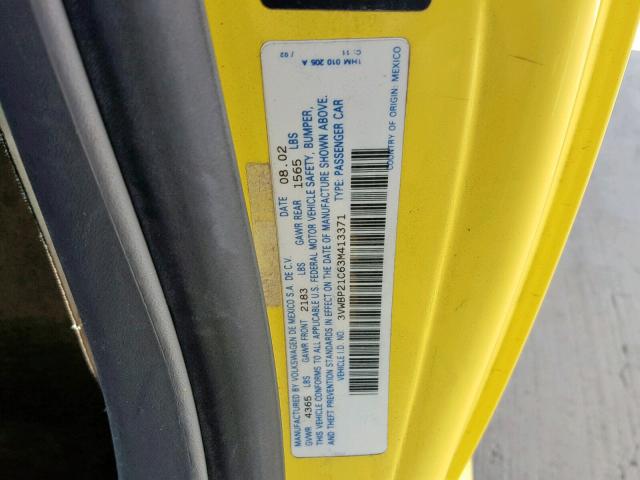 MANUFACTURED BY VOLKSWAGEN DE MEXICO S.A. DE C.V. DATE 08.02
GVWR 4365 LBS GAWR FRONT 2183 LBS GAWR REAR 1565 LBS
THIS VEHICLE CONFORMS TO ALL APPLICABLE U.S. FEDERAL MOTOR VEHICLE SAFETY, BUMPER,
THEFT PREVENTION STANDARDS IN EFFECT ON THE DATE OF MANUFACTURE SHOWN ABOVE.
VEHICLE I.D. NO.: 3VWBP21C63M413371 TYPE: PASSENGER CAR
COUNTRY OF ORIGIN: MEXICO
1HM 010 205 A